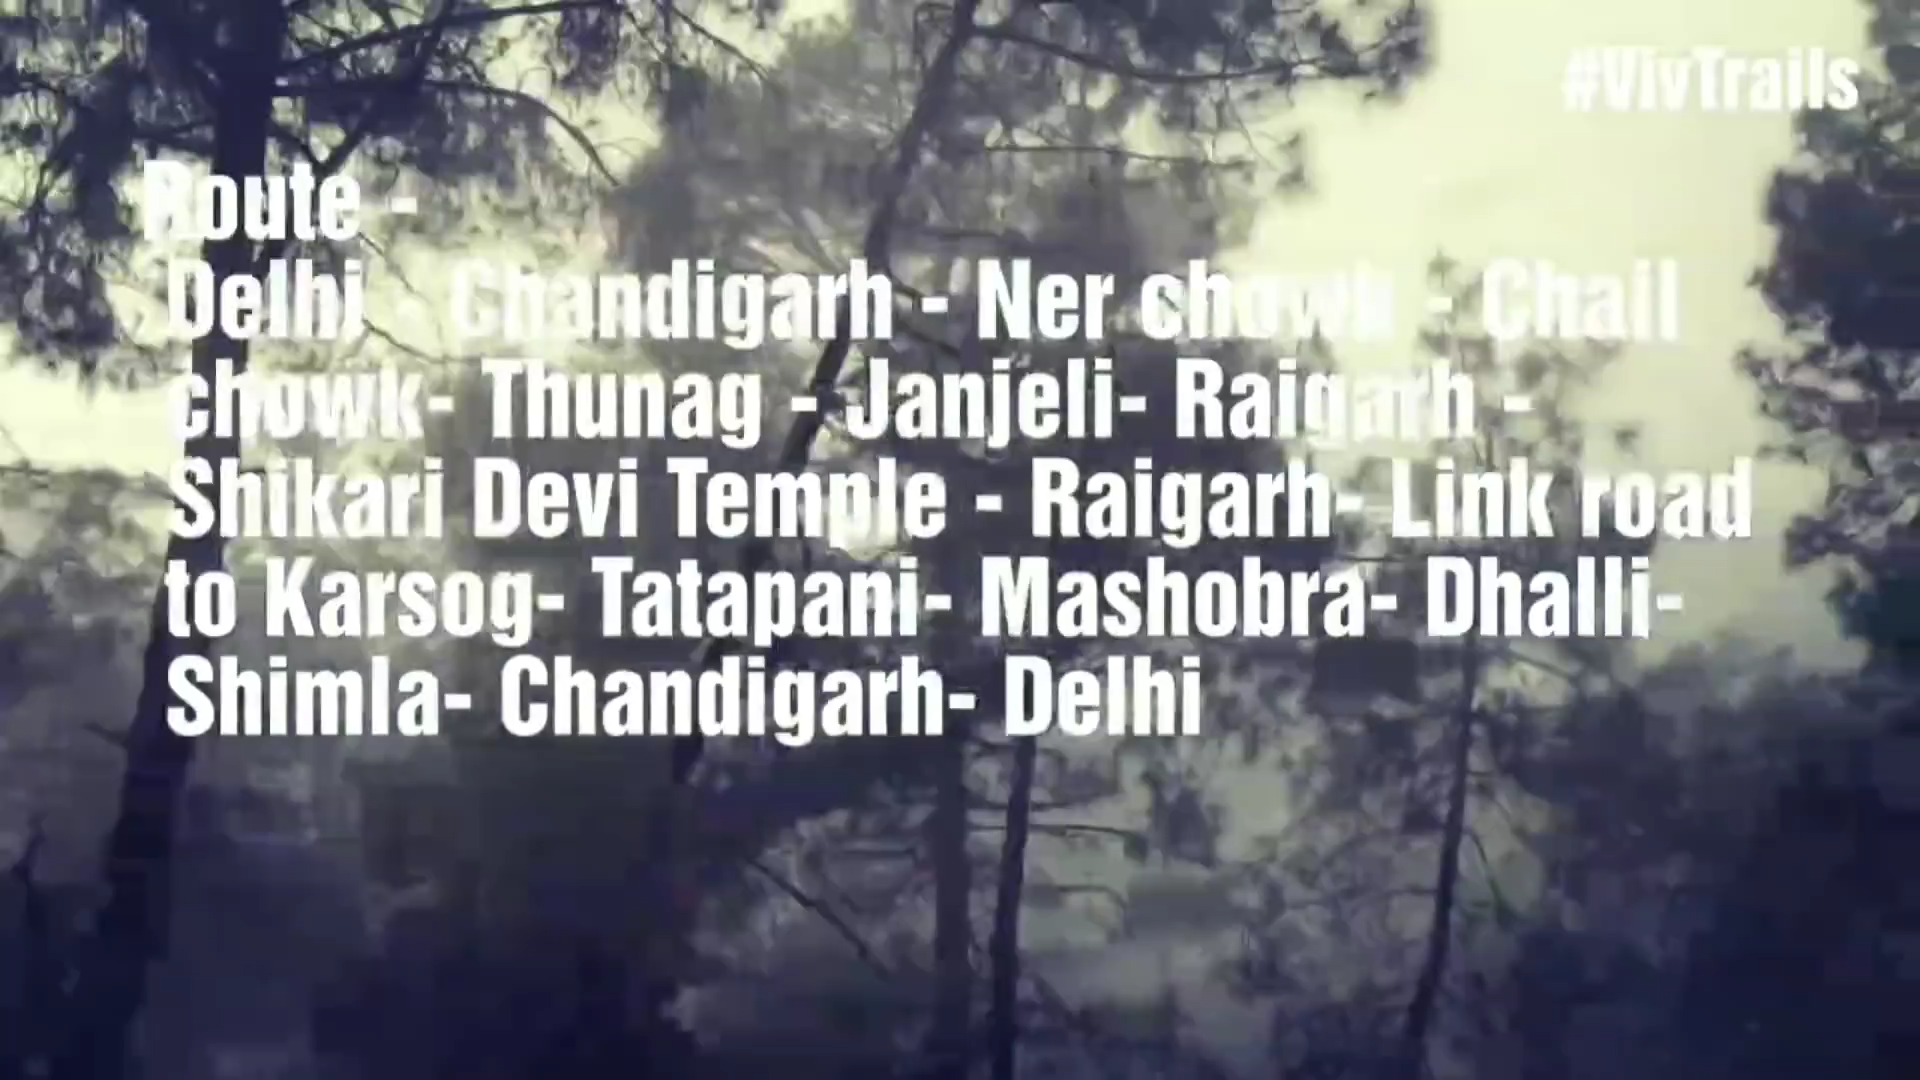 #VivTrails
Route -
Delhi - Chandigarh - Ner chowk - Chail
chowk- Thunag - Janjeli- Raigarh -
Shikari Devi Temple - Raigarh- Link road
to Karsog- Tatapani- Mashobra- Dhalli-
Shimla- Chandigarh- Delhi